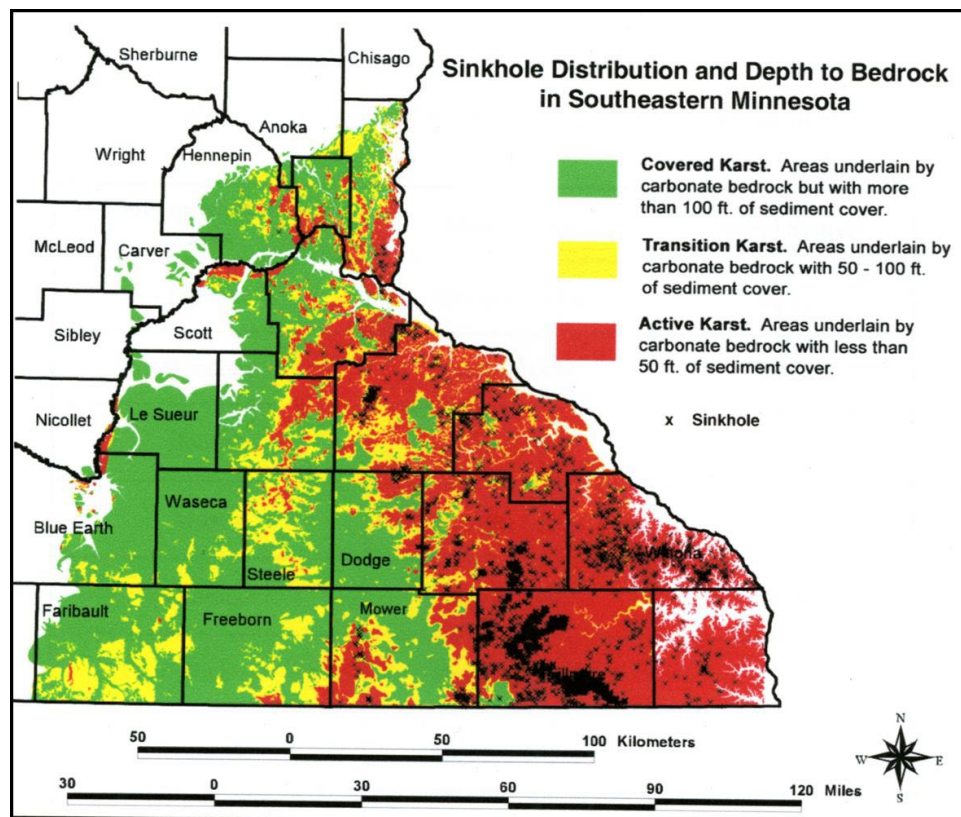 Sherburne
Chisago
Sinkhole Distribution and Depth to Bedrock
in Southeastern Minnesota
Anoka
Wright
Hennepin
Covered Karst. Areas underlain by
carbonate bedrock but with more
than 100 ft. of sediment cover.
McLeod
Carver
Transition Karst. Areas underlain by
carbonate bedrock with 50 - 100 ft.
of sediment cover.
Sibley
Scott
Active Karst. Areas underlain by
carbonate bedrock with less than
50 ft. of sediment cover.
Nicollet
Le Sueur
x Sinkhole
Waseca
Blue Earth
Steele
Dodge
Winona
Faribault
Freeborn
Mower
50 0 50 100 Kilometers
30 0 30 60 90 120 Miles
N
W E
S